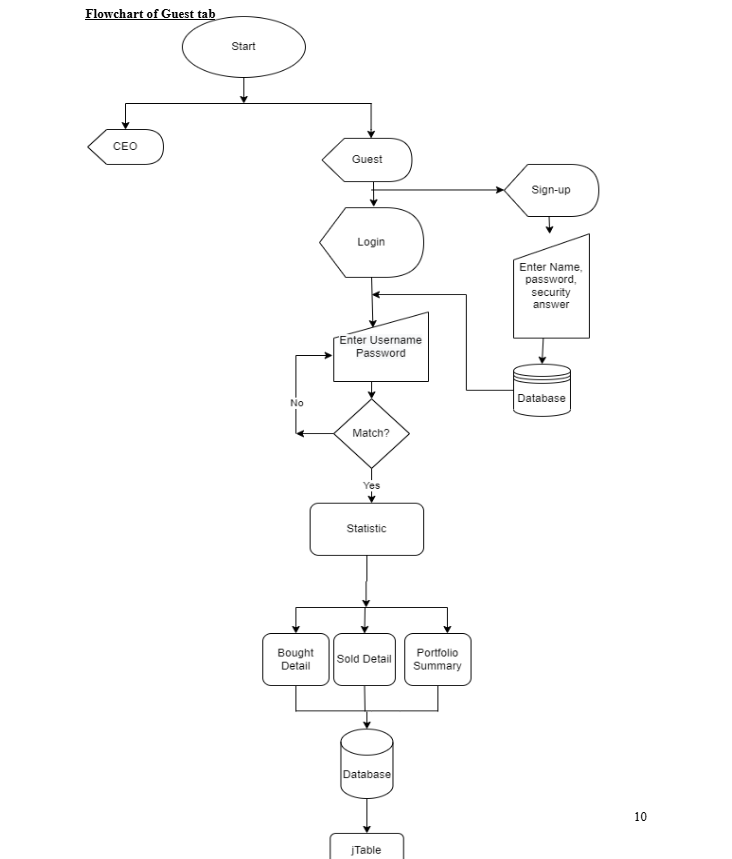 Flowchart of Guest tab
Start
CEO
Guest
Sign-up
Login
Enter Name,
password,
security
answer
Enter Username
Password
Database
No
Match?
Yes
Statistic
Bought
Detail
Sold Detail
Portfolio
Summary
Database
10
jTable